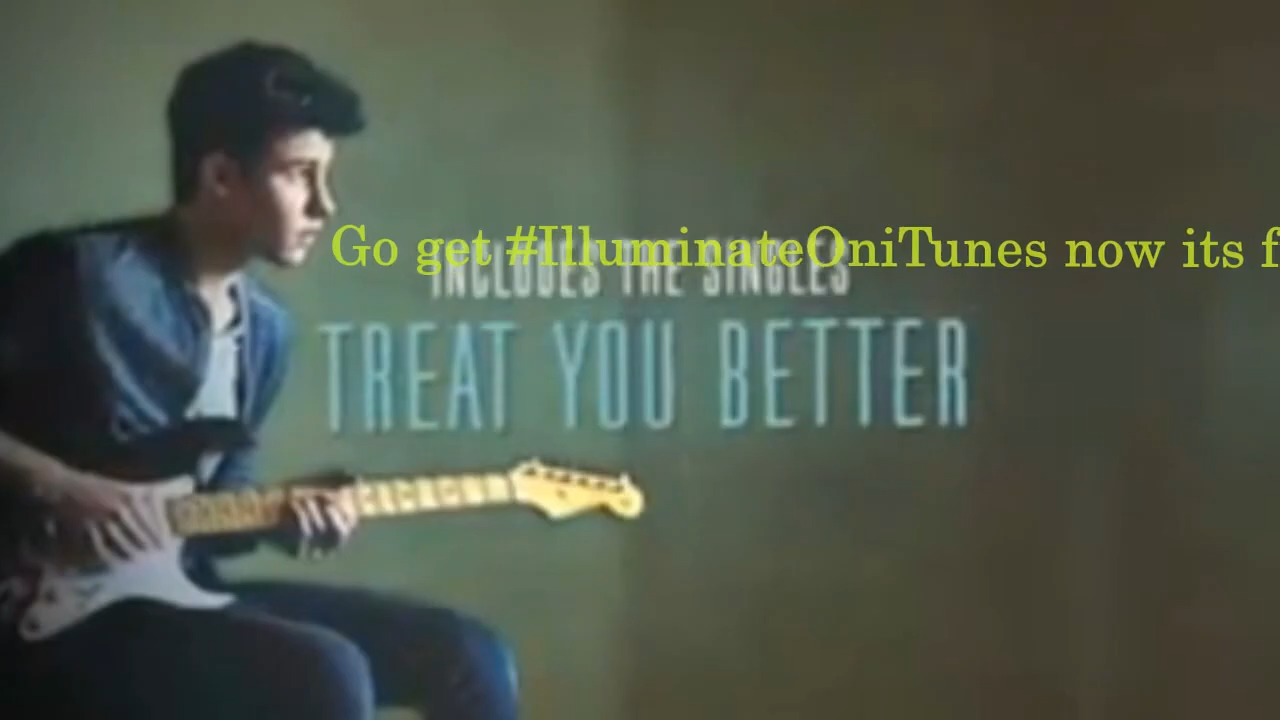 Go get #IlluminateOniTunes now its f
INCLUDES THE SINGLES
TREAT YOU BETTER